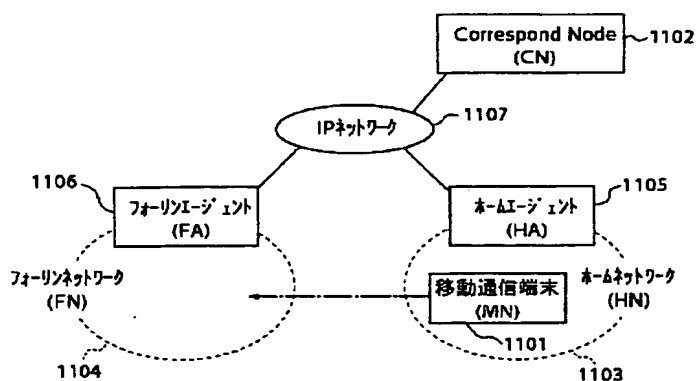 Correspond Node
(CN)
1102
IPネットワーク
1107
1106
フォーリンエージェント
(FA)
1105
ホームエージェント
(HA)
フォーリンネットワーク
(FN)
移動通信端末
(MN)
ホームネットワーク
(HN)
1101
1104
1103